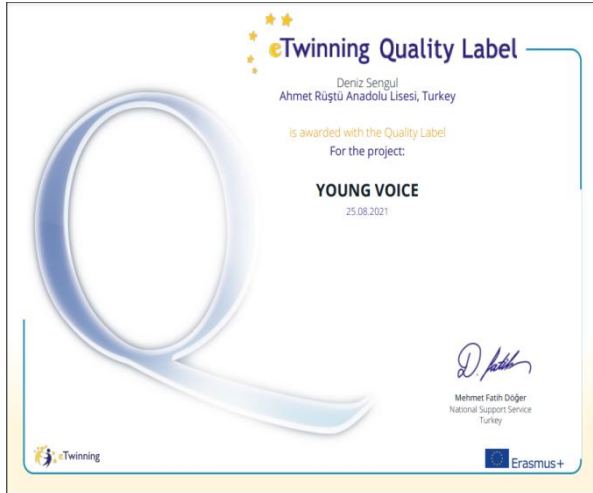 eTwinning Quality Label
Deniz Sengul
Ahmet Rüştü Anadolu Lisesi, Turkey
is awarded with the Quality Label
For the project:
YOUNG VOICE
25.08.2021
D. fatih
Mehmet Fatih Döğer
National Support Service
Turkey
eTwinning
Erasmus+